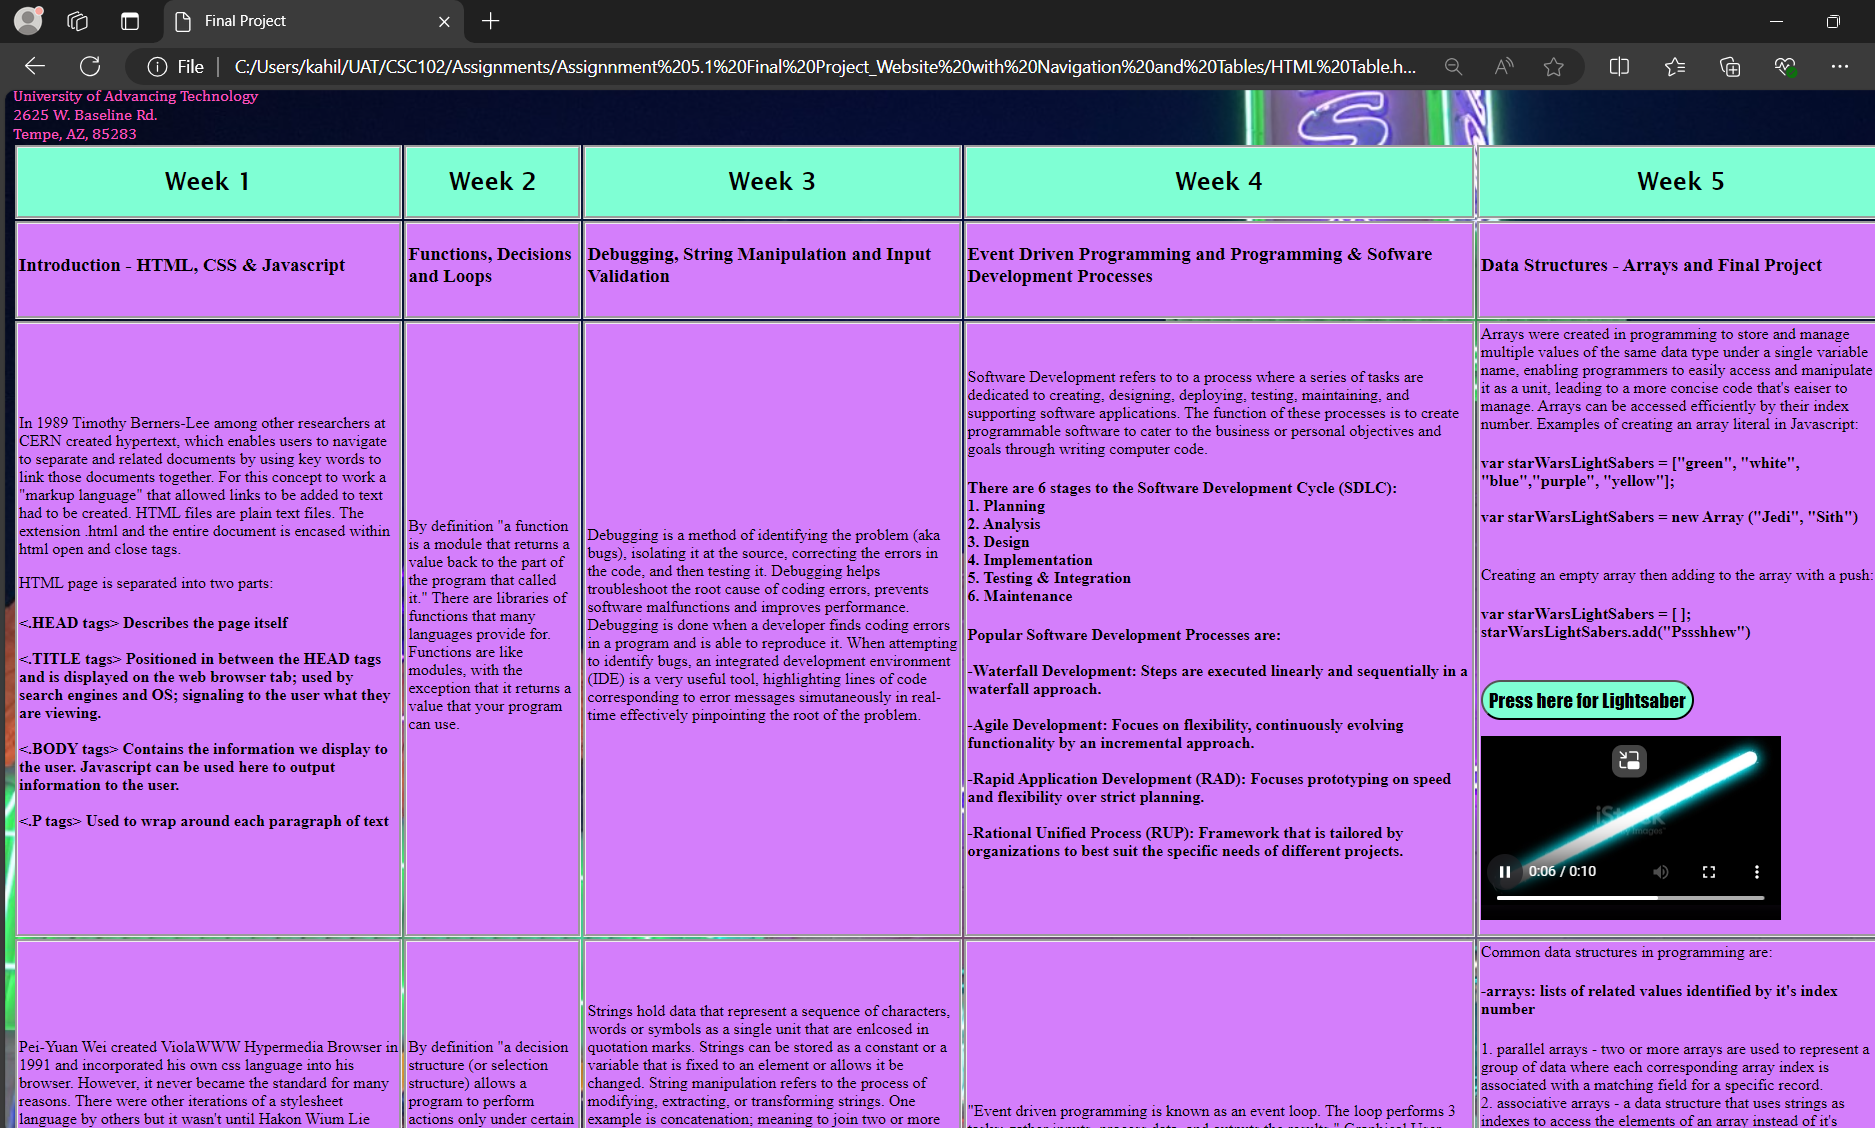 Final Project
File
C:/Users/kahil/UAT/CSC102/Assignments/Assignnment%205.1%20Final%20Project_Website%20with%20Navigation%20and%20Tables/HTML%20Table.h...
University of Advancing Technology
2625 W. Baseline Rd.
Tempe, AZ, 85283
Week 1
Week 2
Week 3
Week 4
Week 5
Introduction - HTML, CSS & Javascript
Functions, Decisions
and Loops
Debugging, String Manipulation and Input
Validation
Event Driven Programming and Programming & Sofware
Development Processes
Data Structures - Arrays and Final Project
In 1989 Timothy Berners-Lee among other researchers at
CERN created hypertext, which enables users to navigate
to separate and related documents by using key words to
link those documents together. For this concept to work a
"markup language" that allowed links to be added to text
had to be created. HTML files are plain text files. The
extension .html and the entire document is encased within
html open and close tags.
HTML page is separated into two parts:
<.HEAD tags> Describes the page itself
<.TITLE tags> Positioned in between the HEAD tags
and is displayed on the web browser tab; used by
search engines and OS; signaling to the user what they
are viewing.
<.BODY tags> Contains the information we display to
the user. Javascript can be used here to output
information to the user.
<.P tags> Used to wrap around each paragraph of text
By definition "a function
is a module that returns a
value back to the part of
the program that called
it." There are libraries of
functions that many
languages provide for.
Functions are like
modules, with the
exception that it returns a
value that your program
can use.
Debugging is a method of identifying the problem (aka
bugs), isolating it at the source, correcting the errors in
the code, and then testing it. Debugging helps
troubleshoot the root cause of coding errors, prevents
software malfunctions and improves performance.
Debugging is done when a developer finds coding errors
in a program and is able to reproduce it. When attempting
to identify bugs, an integrated development environment
(IDE) is a very useful tool, highlighting lines of code
corresponding to error messages simutaneously in real-
time effectively pinpointing the root of the problem.
Software Development refers to to a process where a series of tasks are
dedicated to creating, designing, deploying, testing, maintaining, and
supporting software applications. The function of these processes is to create
programmable software to cater to the business or personal objectives and
goals through writing computer code.
There are 6 stages to the Software Development Cycle (SDLC):
1. Planning
2. Analysis
3. Design
4. Implementation
5. Testing & Integration
6. Maintenance
Popular Software Development Processes are:
-Waterfall Development: Steps are executed linearly and sequentially in a
waterfall approach.
-Agile Development: Focues on flexibility, continuously evolving
functionality by an incremental approach.
-Rapid Application Development (RAD): Focuses prototyping on speed
and flexibility over strict planning.
-Rational Unified Process (RUP): Framework that is tailored by
organizations to best suit the specific needs of different projects.
Arrays were created in programming to store and manage
multiple values of the same data type under a single variable
name, enabling programmers to easily access and manipulate
it as a unit, leading to a more concise code that's eaiser to
manage. Arrays can be accessed efficiently by their index
number. Examples of creating an array literal in Javascript:
var starWarsLightSabers = ["green", "white",
"blue","purple", "yellow"];
var starWarsLightSabers = new Array ("Jedi", "Sith")
Creating an empty array then adding to the array with a push:
var starWarsLightSabers = [ ];
starWarsLightSabers.add("Pssshhew")
Press here for Lightsaber
0:06 / 0:10
Pei-Yuan Wei created ViolaWWW Hypermedia Browser in
1991 and incorporated his own css language into his
browser. However, it never became the standard for many
reasons. There were other iterations of a stylesheet
language by others but it wasn't until Hakon Wium Lie
By definition "a decision
structure (or selection
structure) allows a
program to perform
actions only under certain
Strings hold data that represent a sequence of characters,
words or symbols as a single unit that are enlcosed in
quotation marks. Strings can be stored as a constant or a
variable that is fixed to an element or allows it be
changed. String manipulation refers to the process of
modifying, extracting, or transforming strings. One
example is concatenation; meaning to join two or more
"Event driven programming is known as an event loop. The loop performs 3
Common data structures in programming are:
-arrays: lists of related values identified by it's index
number
1. parallel arrays - two or more arrays are used to represent a
group of data where each corresponding array index is
associated with a matching field for a specific record.
2. associative arrays - a data structure that uses strings as
indexes to access the elements of an array instead of it's